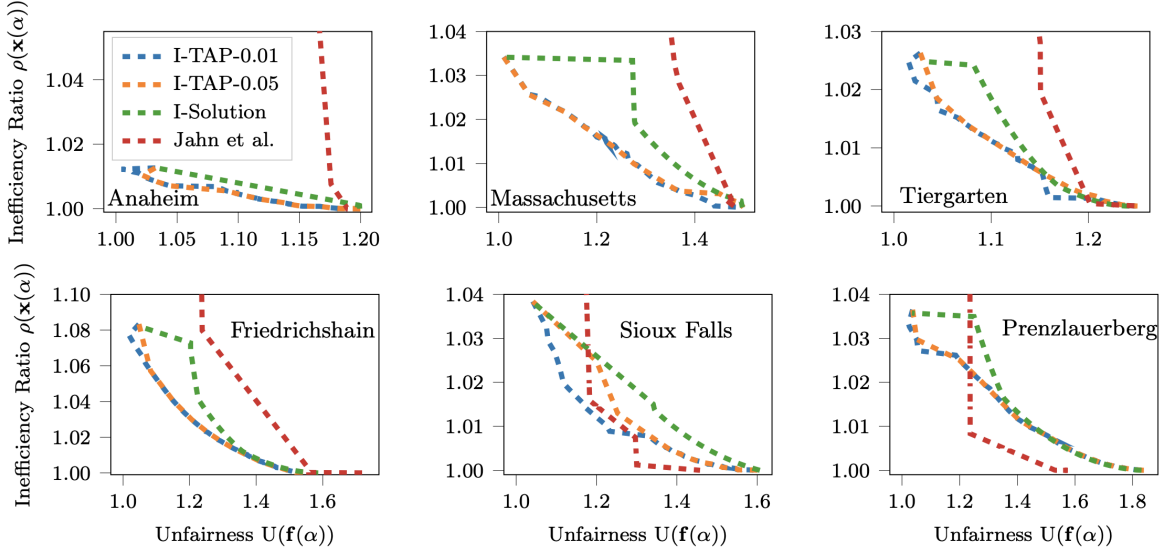 Inefficiency Ratio ρ(x(α))
1.04
1.02
1.00
I-TAP-0.01
I-TAP-0.05
I-Solution
Jahn et al.
Anaheim
1.00 1.05 1.10 1.15 1.20
1.04
1.03
1.02
1.01
1.00
Massachusetts
1.0 1.2 1.4
1.03
1.02
1.01
1.00
Tiergarten
1.0 1.1 1.2
Inefficiency Ratio ρ(x(α))
1.10
1.08
1.06
1.04
1.02
1.00
Friedrichshain
1.0 1.2 1.4 1.6
Unfairness U(f(α))
1.04
1.03
1.02
1.01
1.00
Sioux Falls
1.0 1.2 1.4 1.6
Unfairness U(f(α))
1.04
1.03
1.02
1.01
1.00
Prenzlauerberg
1.0 1.2 1.4 1.6 1.8
Unfairness U(f(α))